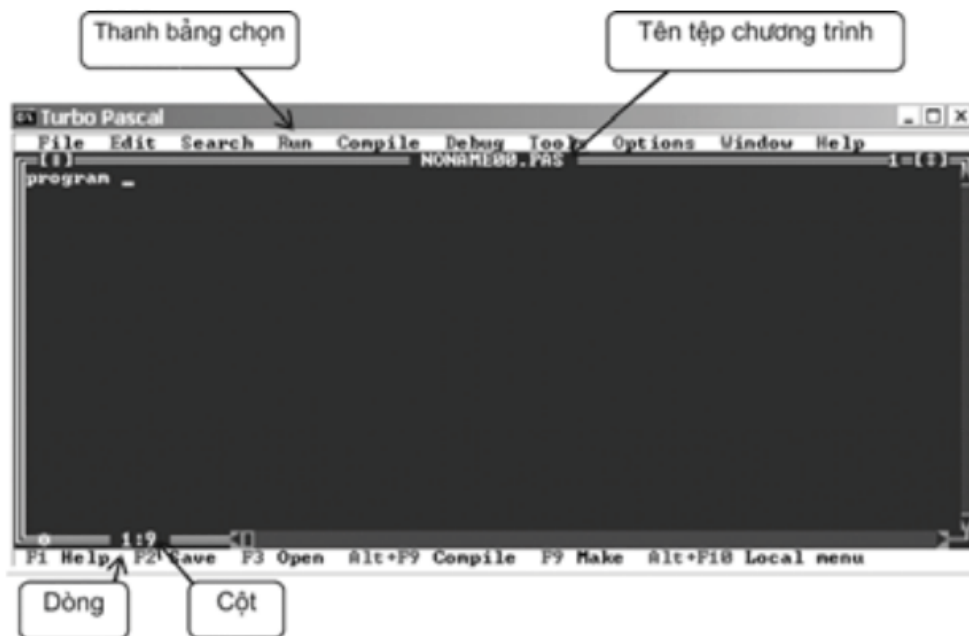 Thanh bảng chọn
Tên tệp chương trình
Turbo Pascal
File Edit Search Run Compile Debug Tools Options Window Help
NONAME00.PAS 1
program _
1:9
F1 Help F2 Save F3 Open Alt+F9 Compile F9 Make Alt+F10 Local menu
Dòng
Cột